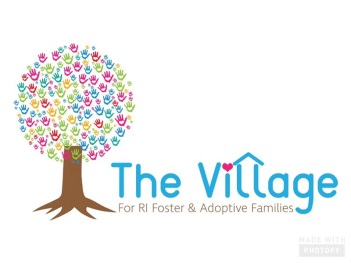 The Village
For RI Foster & Adoptive Families
MADE WITH
PHOTOFY